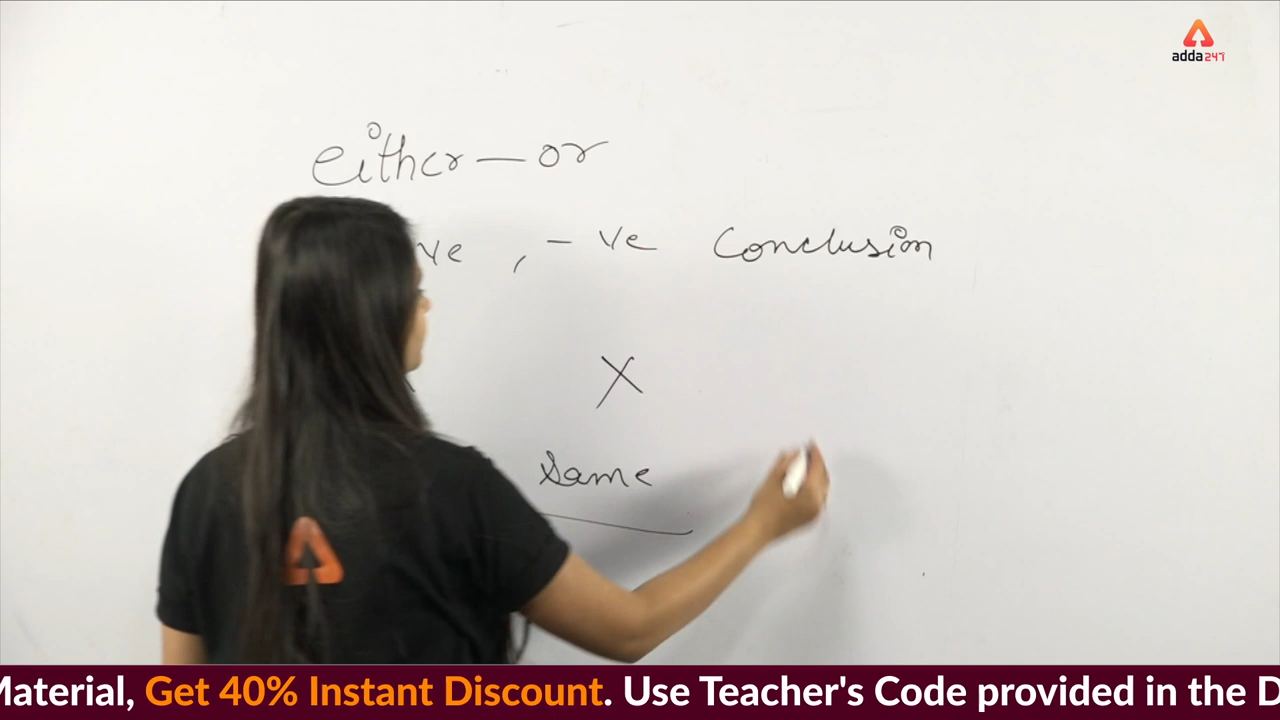 adda247
either — or
ve , - ve Conclusion
X
Same
Material, Get 40% Instant Discount. Use Teacher's Code provided in the D